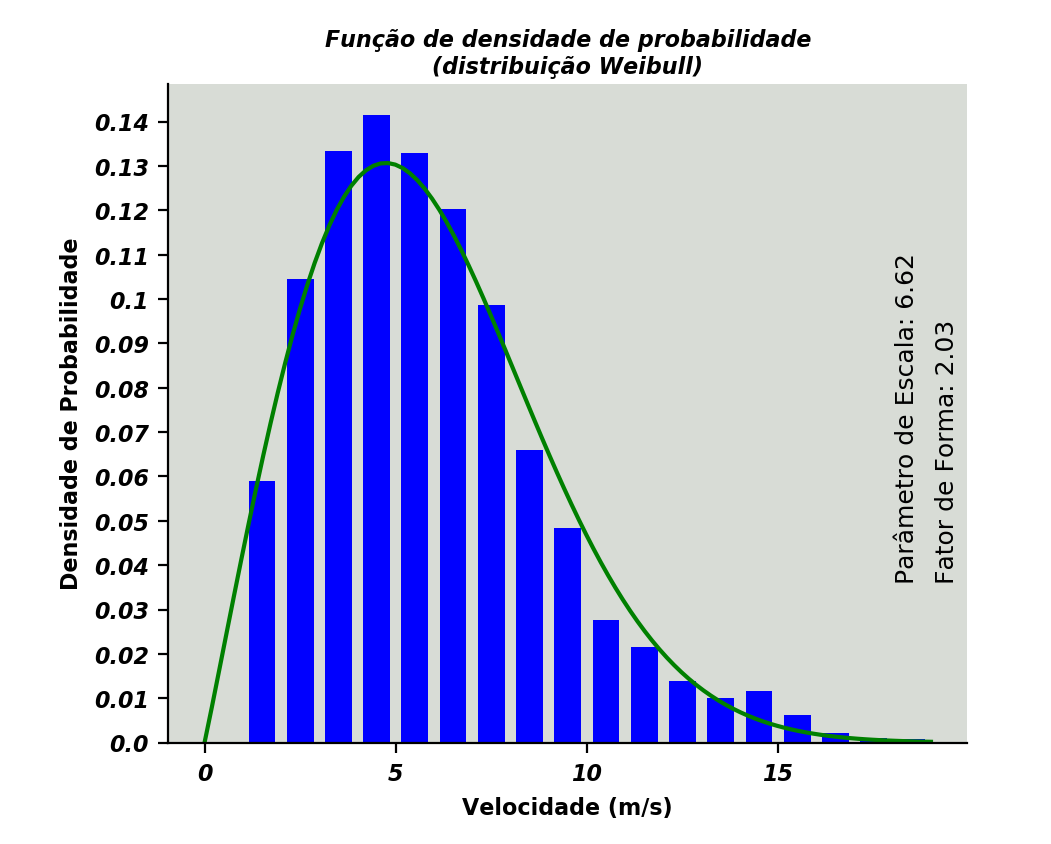 Função de densidade de probabilidade
(distribuição Weibull)
Densidade de Probabilidade
0.14
0.13
0.12
0.11
0.1
0.09
0.08
0.07
0.06
0.05
0.04
0.03
0.02
0.01
0.0
Parâmetro de Escala: 6.62
Fator de Forma: 2.03
0 5 10 15
Velocidade (m/s)